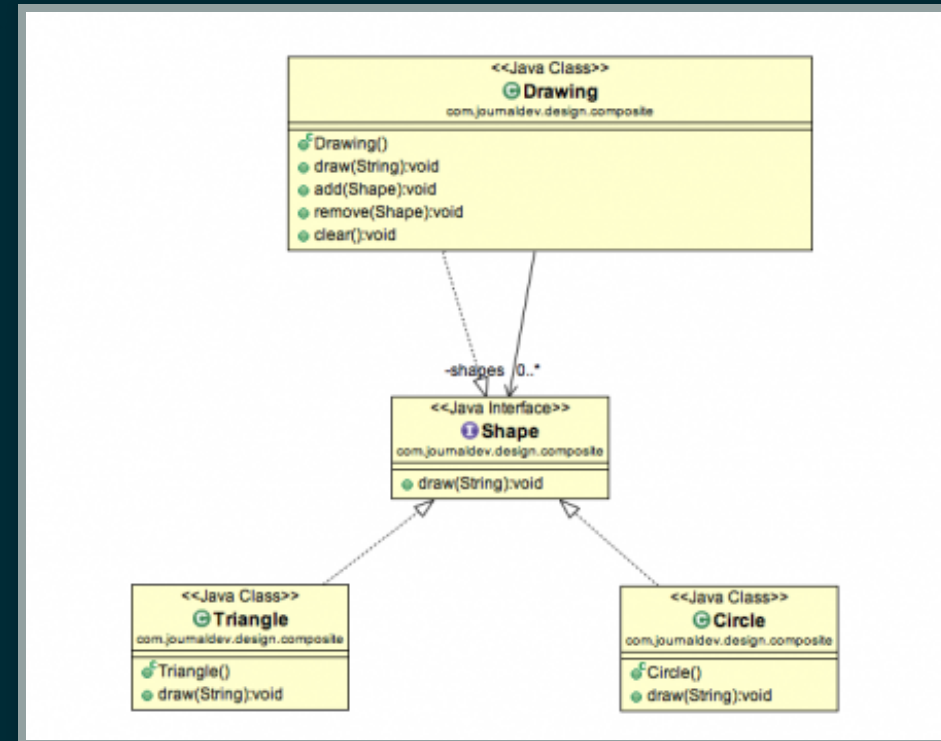 <<Java Class>>
Drawing
com.journaldev.design.composite
Drawing()
draw(String):void
add(Shape):void
remove(Shape):void
clear():void
-shapes 0..*
<<Java Interface>>
Shape
com.journaldev.design.composite
draw(String):void
<<Java Class>>
Triangle
com.journaldev.design.composite
Triangle()
draw(String):void
<<Java Class>>
Circle
com.journaldev.design.composite
Circle()
draw(String):void